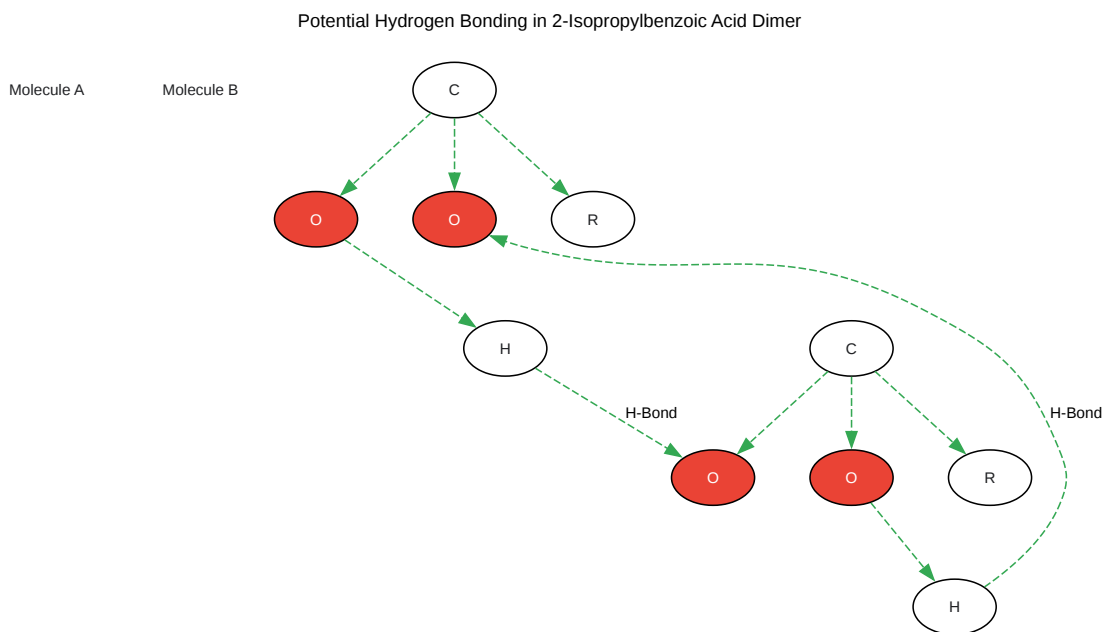 Potential Hydrogen Bonding in 2-Isopropylbenzoic Acid Dimer
Molecule A
Molecule B
C
O
O
R
H
C
H-Bond
H-Bond
O
O
R
H